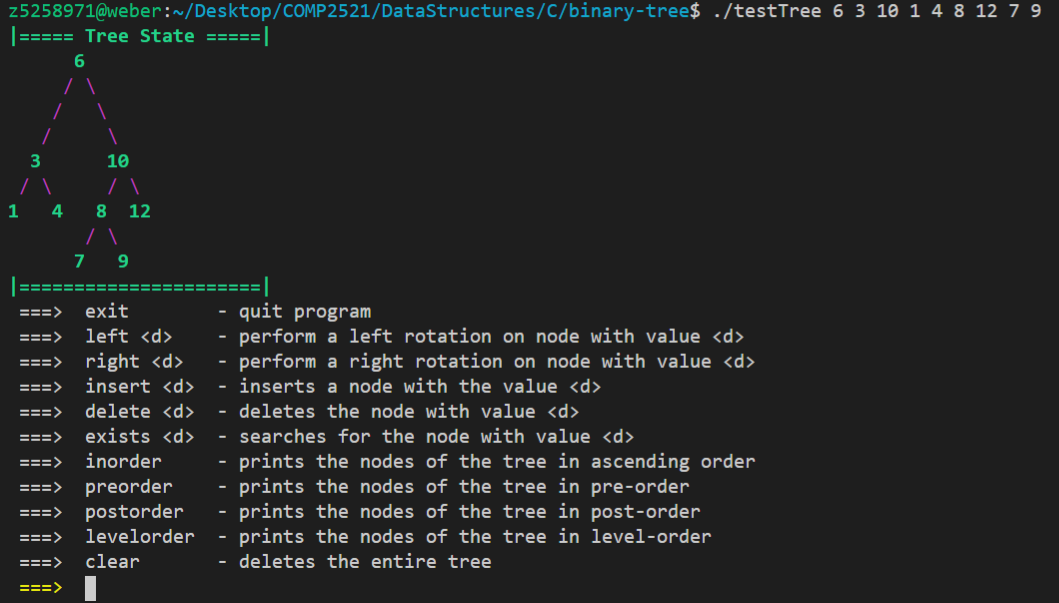 z5258971@weber:~/Desktop/COMP2521/DataStructures/C/binary-tree$ ./testTree 6 3 10 1 4 8 12 7 9
|===== Tree State =====|
      6
     / \
    /   \
   /     \
  3      10
 / \     / \
1   4   8  12
       / \
      7   9
|======================|
 ===>  exit        - quit program
 ===>  left <d>    - perform a left rotation on node with value <d>
 ===>  right <d>   - perform a right rotation on node with value <d>
 ===>  insert <d>  - inserts a node with the value <d>
 ===>  delete <d>  - deletes the node with value <d>
 ===>  exists <d>  - searches for the node with value <d>
 ===>  inorder     - prints the nodes of the tree in ascending order
 ===>  preorder    - prints the nodes of the tree in pre-order
 ===>  postorder   - prints the nodes of the tree in post-order
 ===>  levelorder  - prints the nodes of the tree in level-order
 ===>  clear       - deletes the entire tree
 ===>